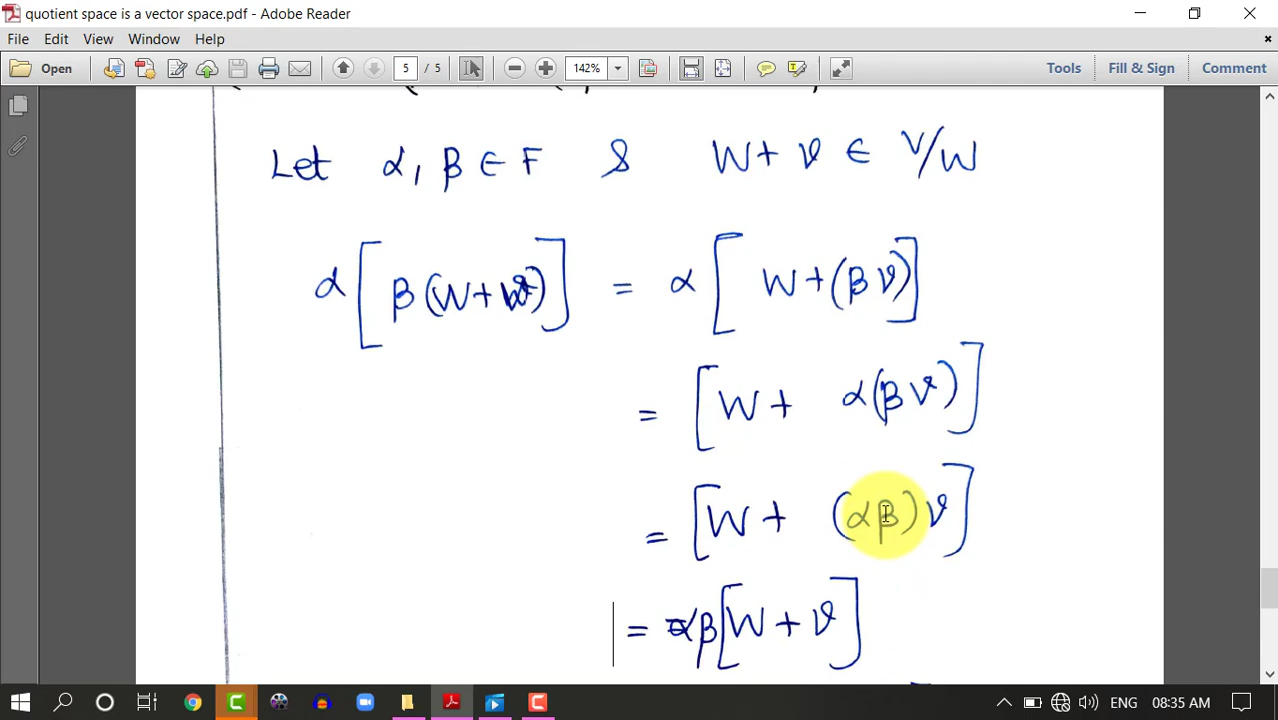 quotient space is a vector space.pdf - Adobe Reader
File Edit View Window Help
Open 5 / 5 142% Tools Fill & Sign Comment
Let α, β ∈ F & W + v ∈ V/W
α[β(W + v)] = α[W + (βv)]
= [W + α(βv)]
= [W + (αβ)v]
= αβ[W + v]
ENG 08:35 AM